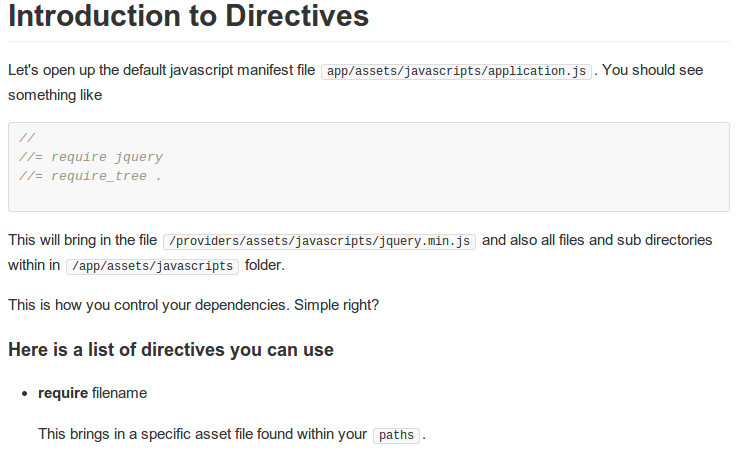 Introduction to Directives
Let's open up the default javascript manifest file app/assets/javascripts/application.js. You should see
something like
//
//= require jquery
//= require_tree .
This will bring in the file /providers/assets/javascripts/jquery.min.js and also all files and sub directories
within in /app/assets/javascripts folder.
This is how you control your dependencies. Simple right?
Here is a list of directives you can use
• require filename
This brings in a specific asset file found within your paths.